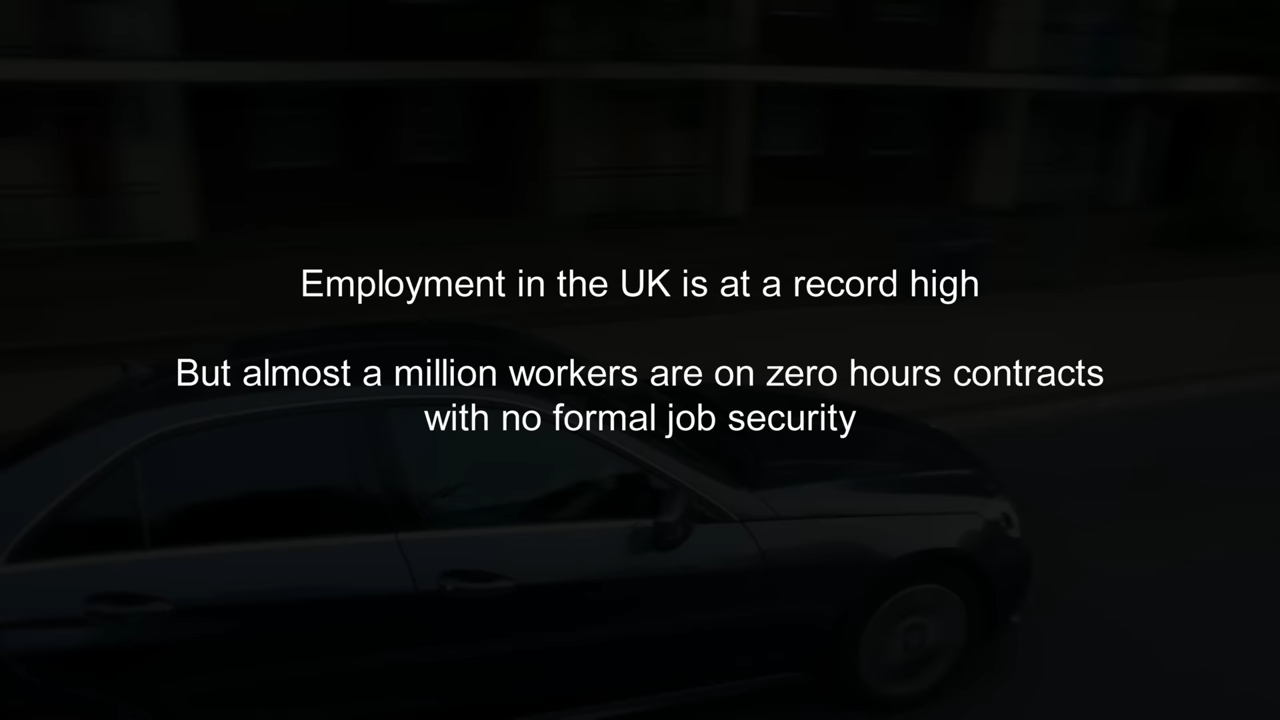 Employment in the UK is at a record high
But almost a million workers are on zero hours contracts
with no formal job security